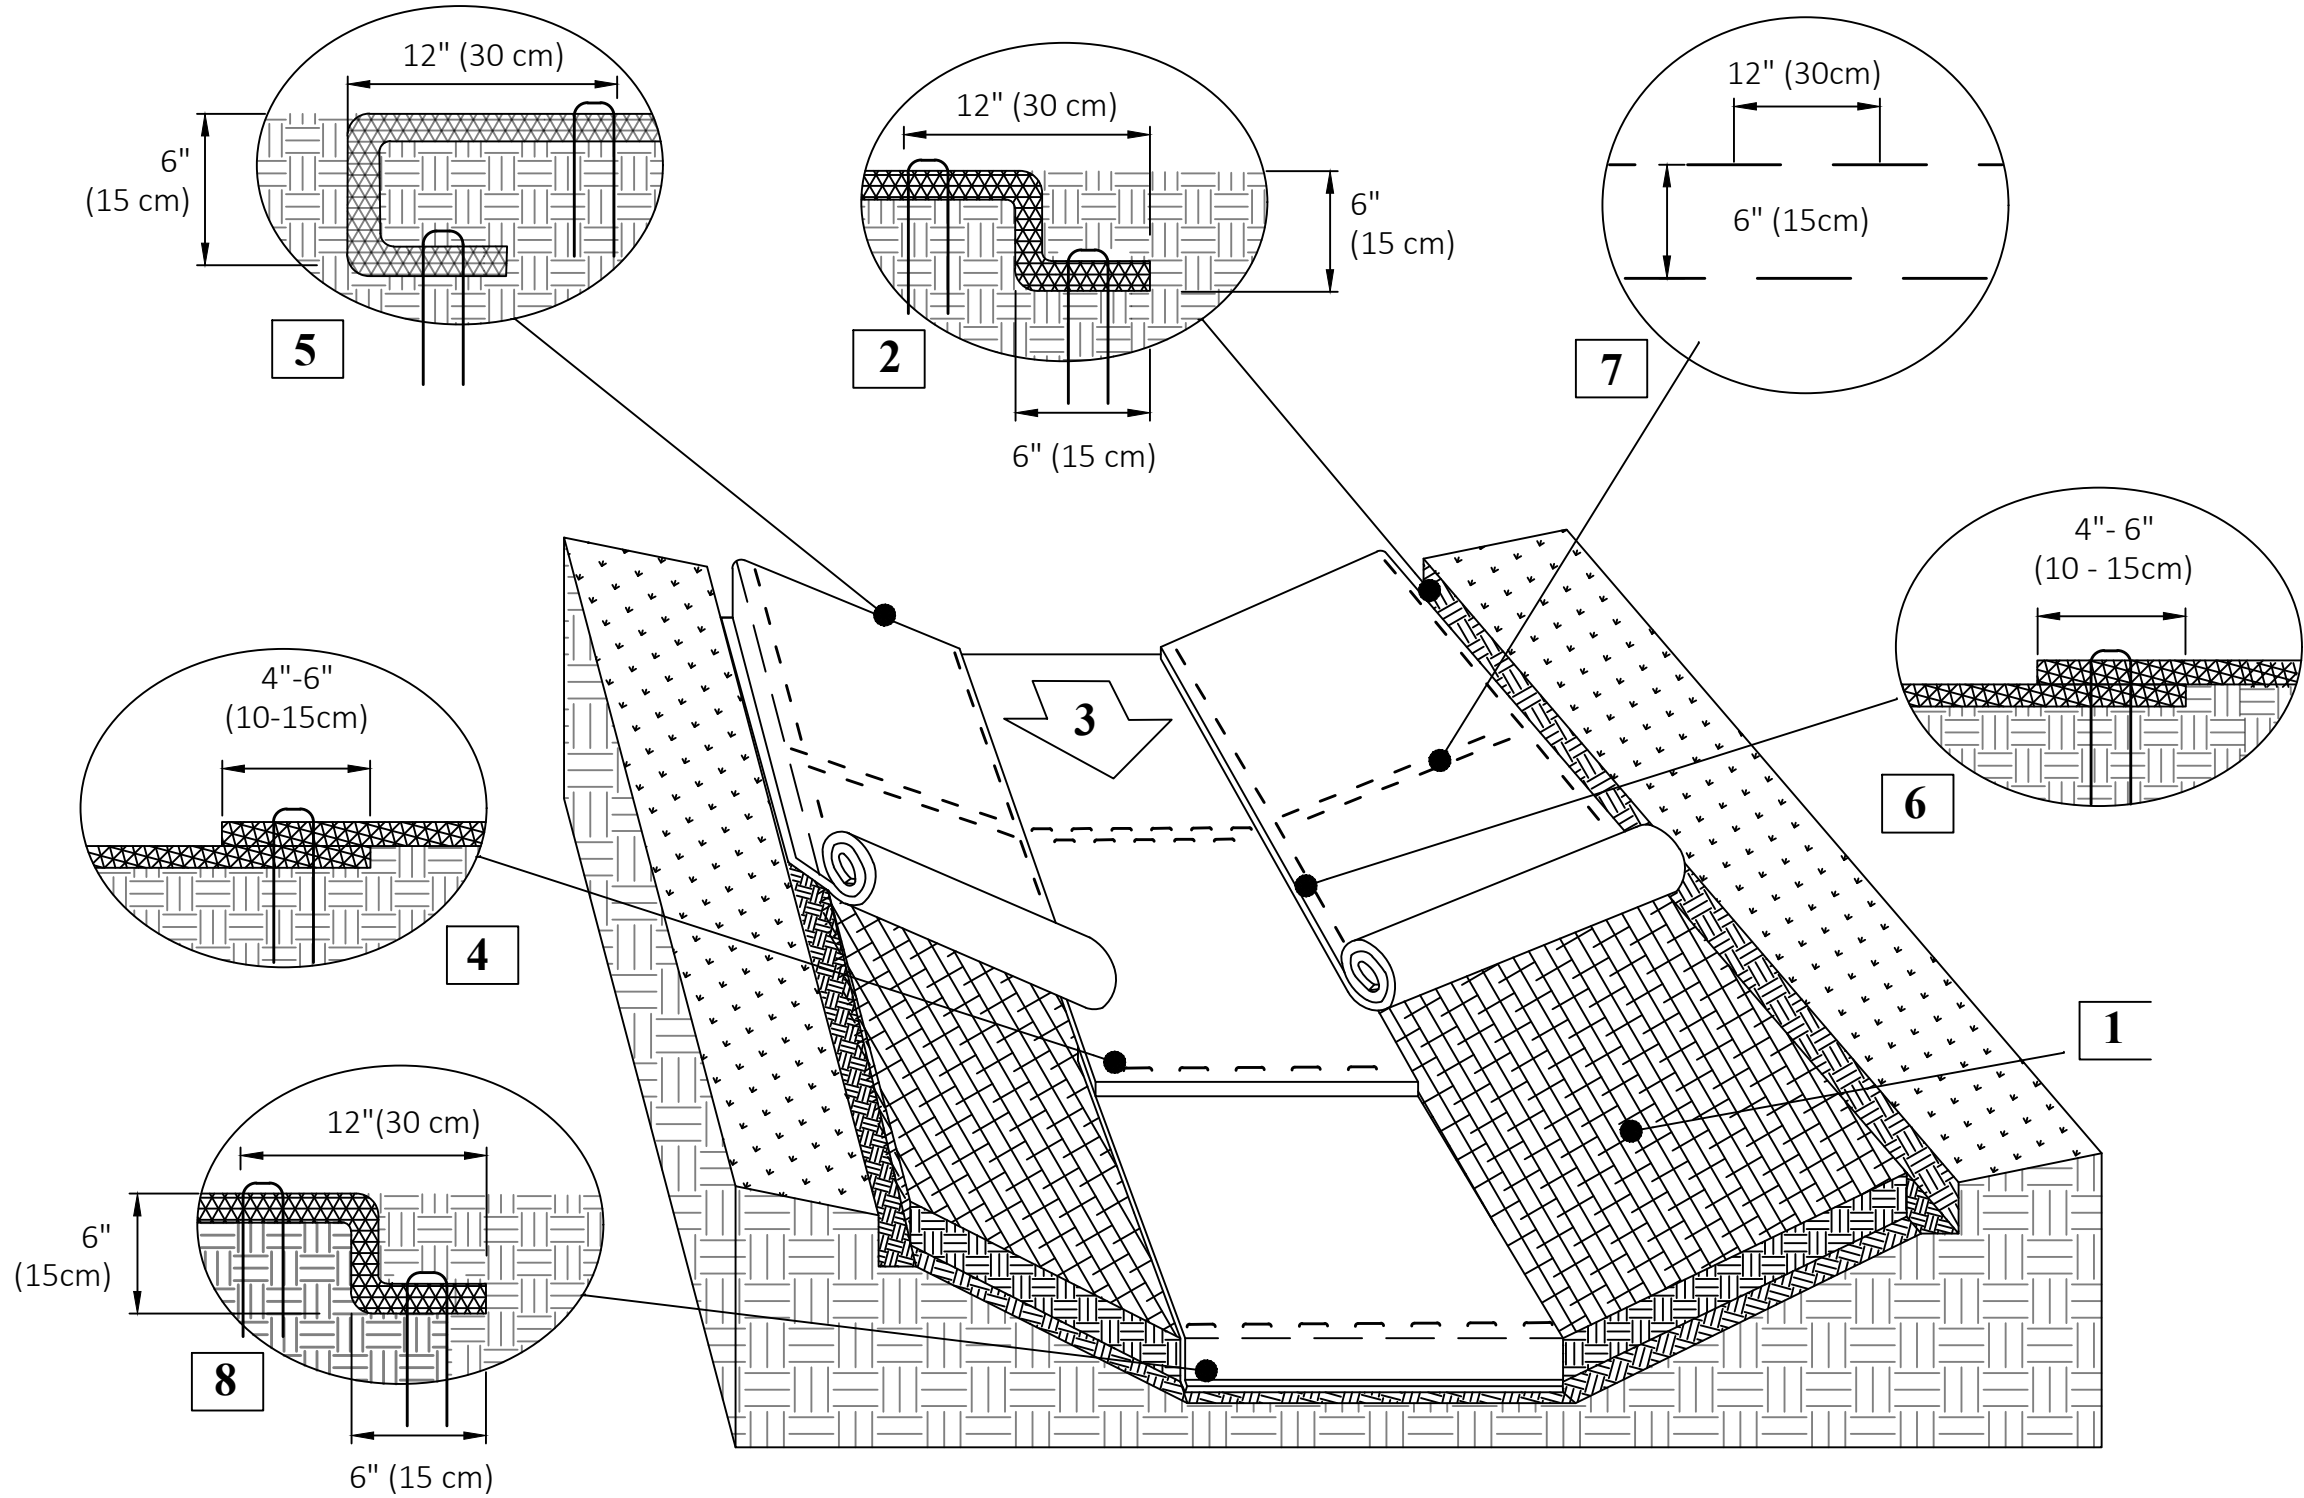 12" (30 cm)
6"
(15 cm)
5
12" (30 cm)
6"
(15 cm)
2
6" (15 cm)
12" (30cm)
6" (15cm)
7
4"- 6"
(10 - 15cm)
6
3
4"-6"
(10-15cm)
4
1
12"(30 cm)
6"
(15cm)
8
6" (15 cm)